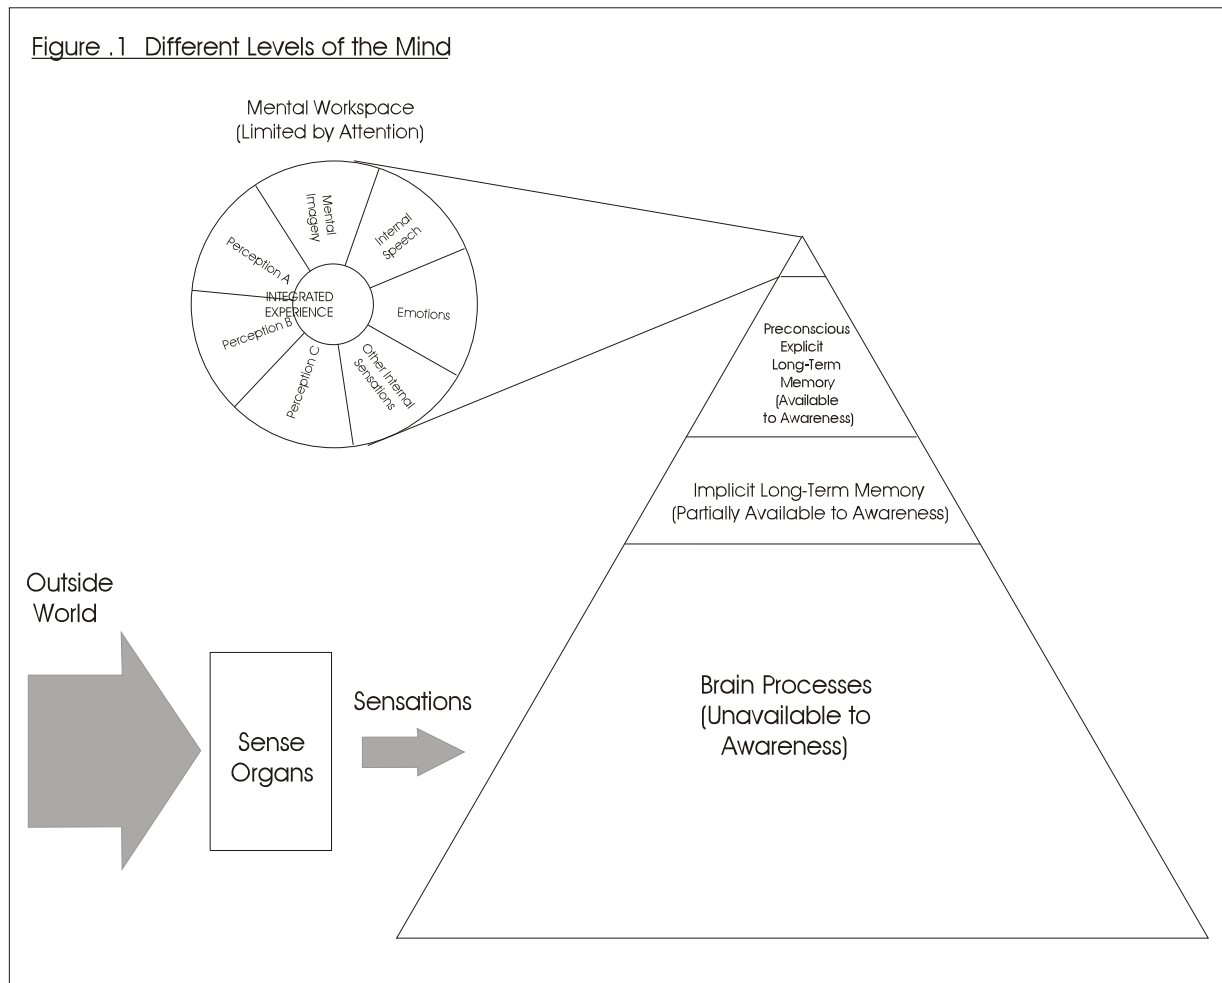 Figure .1 Different Levels of the Mind
Mental Workspace
(Limited by Attention)
Mental
Imagery
Internal
Speech
Perception A
INTEGRATED
EXPERIENCE
Emotions
Perception B
Perception C
Other Internal
Sensations
Preconscious
Explicit
Long-Term
Memory
(Available
to Awareness)
Implicit Long-Term Memory
(Partially Available to Awareness)
Outside
World
Sense
Organs
Sensations
Brain Processes
(Unavailable to
Awareness)